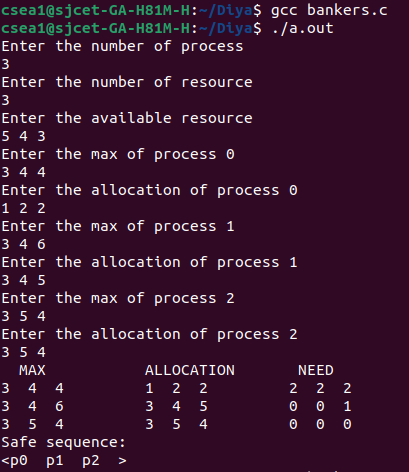 csea1@sjcet-GA-H81M-H:~/Diya$ gcc bankers.c
csea1@sjcet-GA-H81M-H:~/Diya$ ./a.out
Enter the number of process
3
Enter the number of resource
3
Enter the available resource
5 4 3
Enter the max of process 0
3 4 4
Enter the allocation of process 0
1 2 2
Enter the max of process 1
3 4 6
Enter the allocation of process 1
3 4 5
Enter the max of process 2
3 5 4
Enter the allocation of process 2
3 5 4
  MAX           ALLOCATION       NEED
3  4  4         1  2  2         2  2  2
3  4  6         3  4  5         0  0  1
3  5  4         3  5  4         0  0  0
Safe sequence:
<p0  p1  p2  >